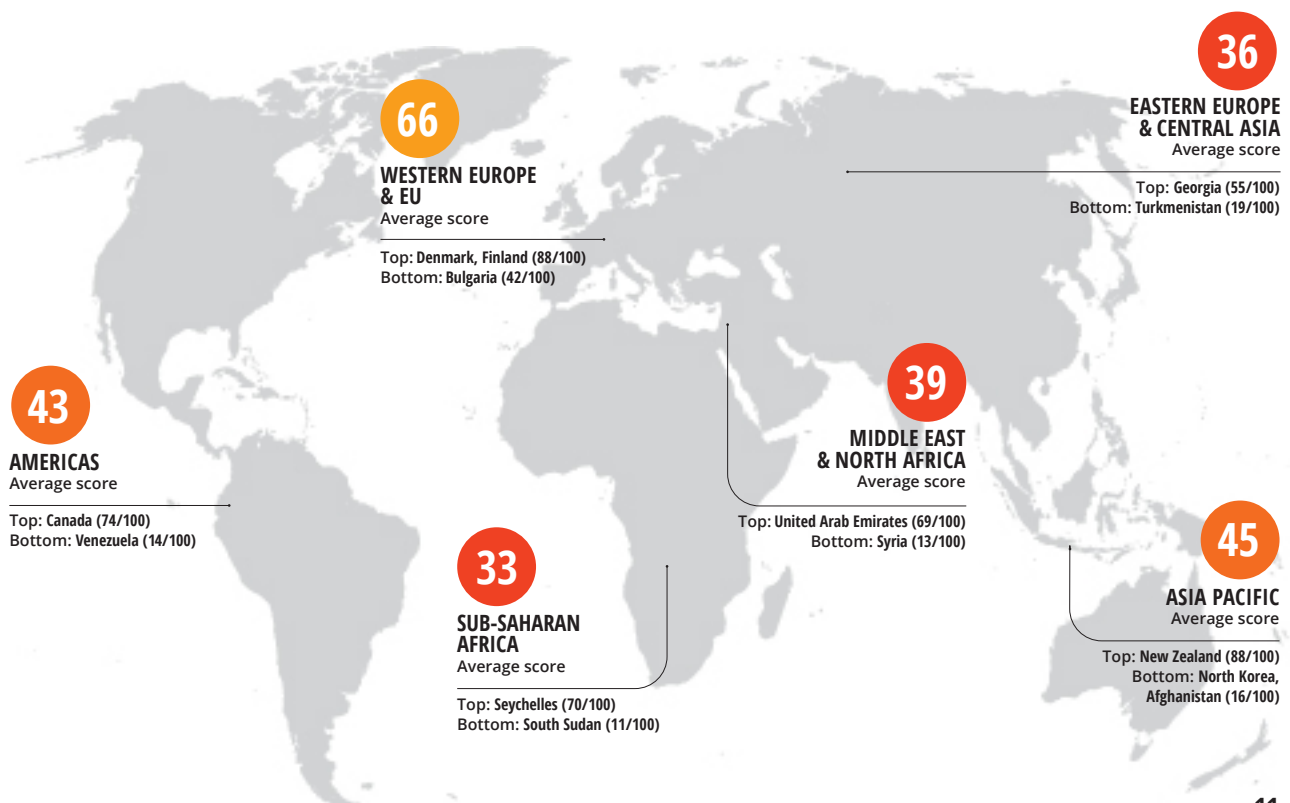 36
EASTERN EUROPE
& CENTRAL ASIA
Average score
Top: Georgia (55/100)
Bottom: Turkmenistan (19/100)
66
WESTERN EUROPE
& EU
Average score
Top: Denmark, Finland (88/100)
Bottom: Bulgaria (42/100)
43
AMERICAS
Average score
Top: Canada (74/100)
Bottom: Venezuela (14/100)
39
MIDDLE EAST
& NORTH AFRICA
Average score
Top: United Arab Emirates (69/100)
Bottom: Syria (13/100)
33
SUB-SAHARAN
AFRICA
Average score
Top: Seychelles (70/100)
Bottom: South Sudan (11/100)
45
ASIA PACIFIC
Average score
Top: New Zealand (88/100)
Bottom: North Korea,
Afghanistan (16/100)